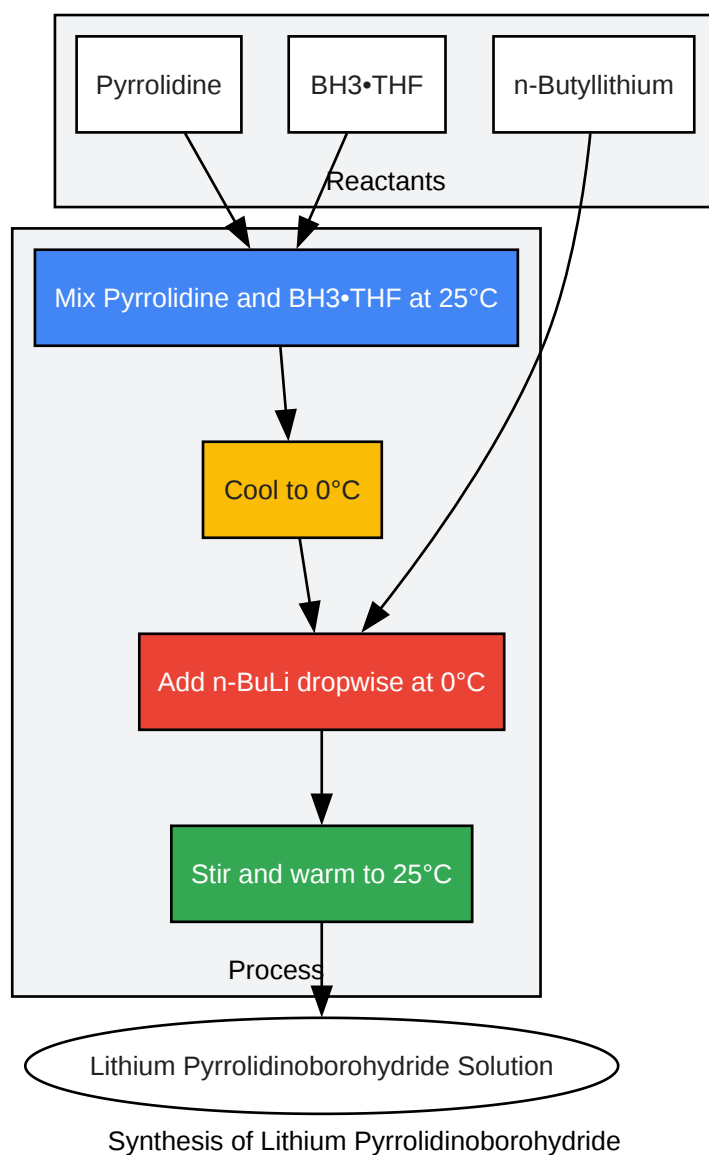 Pyrrolidine
BH3•THF
n-Butyllithium
Reactants
Mix Pyrrolidine and BH3•THF at 25°C
Cool to 0°C
Add n-BuLi dropwise at 0°C
Stir and warm to 25°C
Process
Lithium Pyrrolidinoborohydride Solution
Synthesis of Lithium Pyrrolidinoborohydride